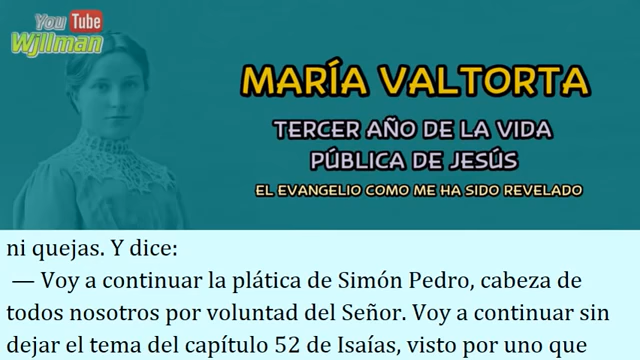 You Tube
Wjllman
MARÍA VALTORTA
TERCER AÑO DE LA VIDA
PÚBLICA DE JESÚS
EL EVANGELIO COMO ME HA SIDO REVELADO
ni quejas. Y dice:
— Voy a continuar la plática de Simón Pedro, cabeza de
todos nosotros por voluntad del Señor. Voy a continuar sin
dejar el tema del capítulo 52 de Isaías, visto por uno que